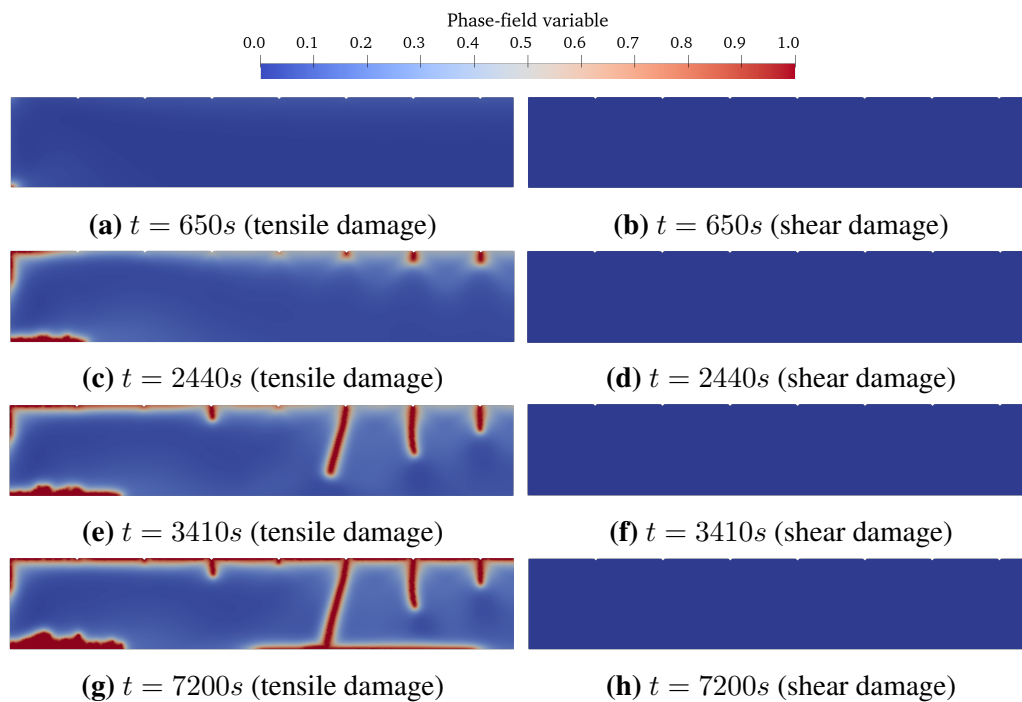 Phase-field variable
0.0 0.1 0.2 0.3 0.4 0.5 0.6 0.7 0.8 0.9 1.0
(a) t = 650s (tensile damage) (b) t = 650s (shear damage)
(c) t = 2440s (tensile damage) (d) t = 2440s (shear damage)
(e) t = 3410s (tensile damage) (f) t = 3410s (shear damage)
(g) t = 7200s (tensile damage) (h) t = 7200s (shear damage)